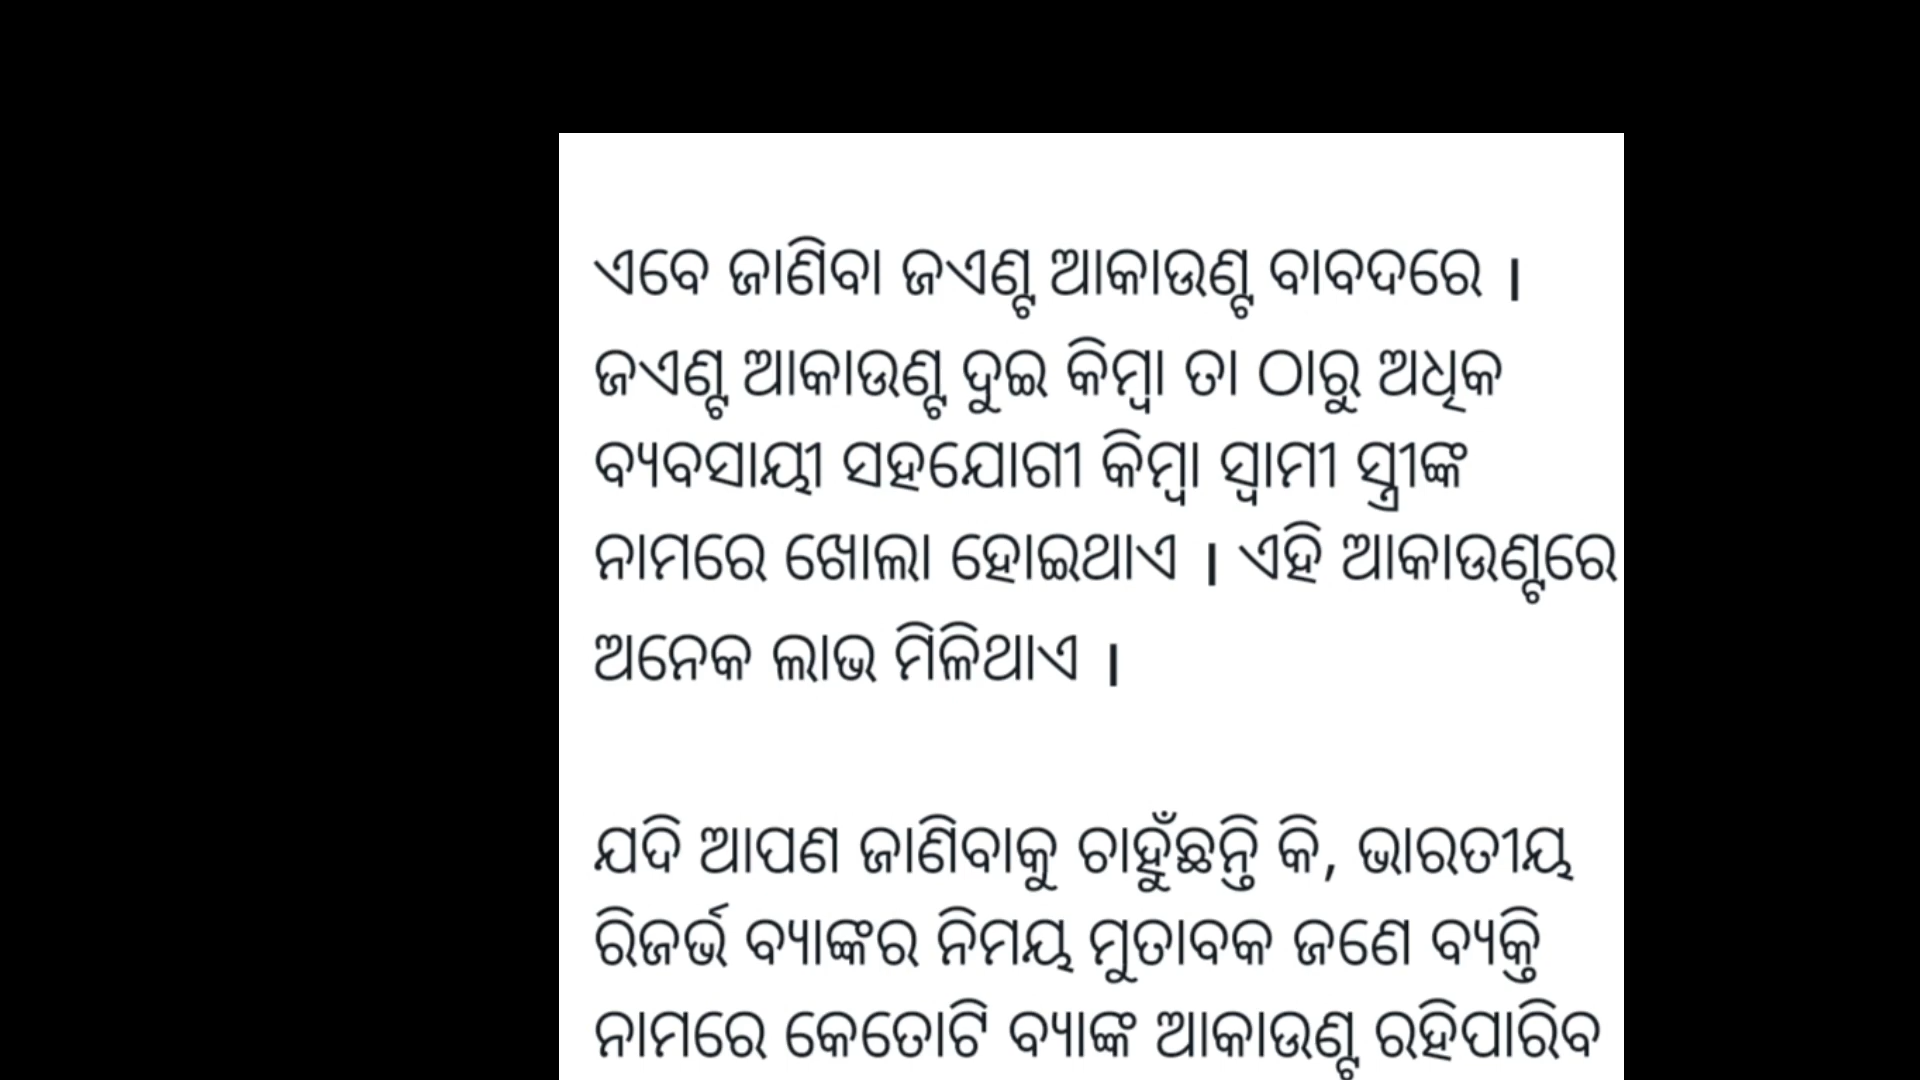 ଏବେ ଜାଣିବା ଜଏଣ୍ଟ ଆକାଉଣ୍ଟ ବାବଦରେ ।
ଜଏଣ୍ଟ ଆକାଉଣ୍ଟ ଦୁଇ କିମ୍ବା ତା ଠାରୁ ଅଧିକ
ବ୍ୟବସାୟୀ ସହଯୋଗୀ କିମ୍ବା ସ୍ୱାମୀ ସ୍ତ୍ରୀଙ୍କ
ନାମରେ ଖୋଲା ହୋଇଥାଏ । ଏହି ଆକାଉଣ୍ଟରେ
ଅନେକ ଲାଭ ମିଳିଥାଏ ।
ଯଦି ଆପଣ ଜାଣିବାକୁ ଚାହୁଁଛନ୍ତି କି, ଭାରତୀୟ
ରିଜର୍ଭ ବ୍ୟାଙ୍କର ନିମୟ ମୁତାବକ ଜଣେ ବ୍ୟକ୍ତି
ନାମରେ କେତୋଟି ବ୍ୟାଙ୍କ ଆକାଉଣ୍ଟ ରହିପାରିବ